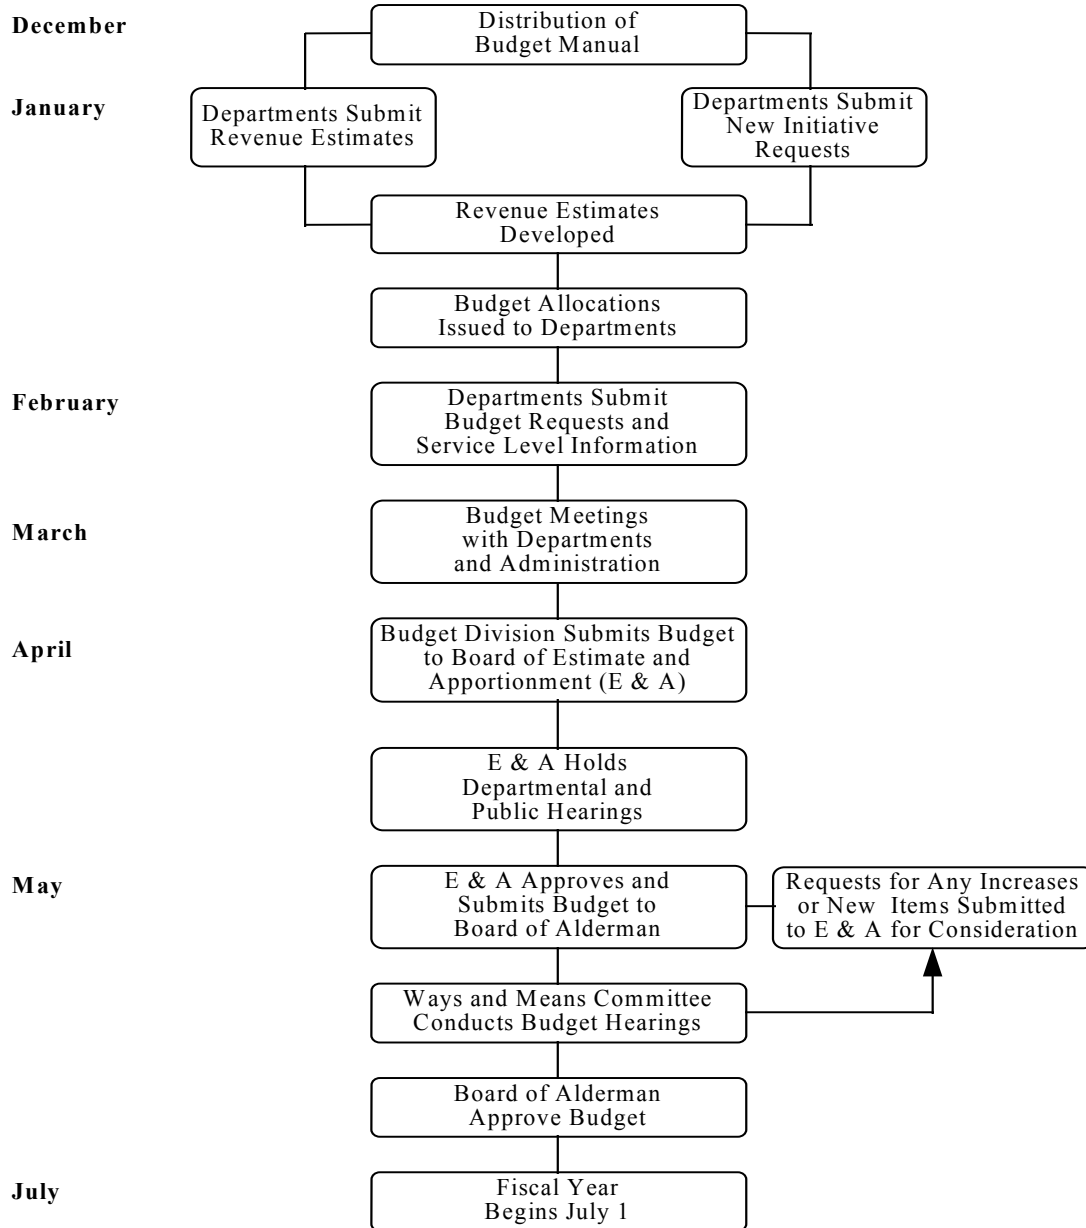 December
Distribution of
Budget Manual
January
Departments Submit
Revenue Estimates
Departments Submit
New Initiative
Requests
Revenue Estimates
Developed
Budget Allocations
Issued to Departments
February
Departments Submit
Budget Requests and
Service Level Information
March
Budget Meetings
with Departments
and Administration
April
Budget Division Submits Budget
to Board of Estimate and
Apportionment (E & A)
E & A Holds
Departmental and
Public Hearings
May
E & A Approves and
Submits Budget to
Board of Alderman
Requests for Any Increases
or New Items Submitted
to E & A for Consideration
Ways and Means Committee
Conducts Budget Hearings
Board of Alderman
Approve Budget
July
Fiscal Year
Begins July 1